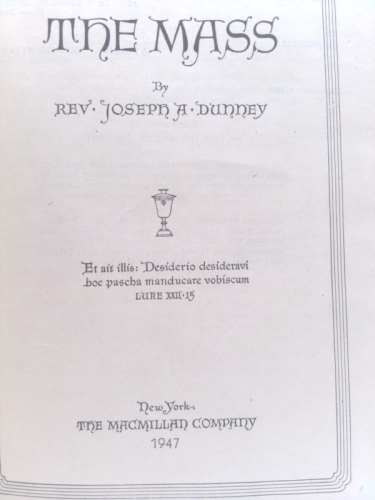 THE MASS
By
REV · JOSEPH A · DUNNEY
Et ait illis: Desiderio desideravi
hoc pascha manducare vobiscum
LUKE XXII · 15
New York
THE MACMILLAN COMPANY
1947